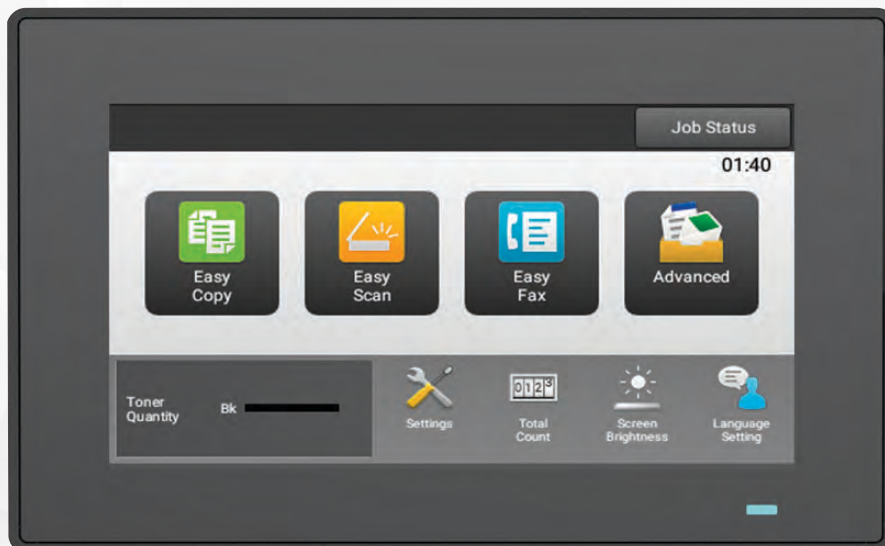 Job Status
01:40
Easy
Copy
Easy
Scan
Easy
Fax
Advanced
Toner
Quantity
Bk
Settings
0123
Total
Count
Screen
Brightness
Language
Setting